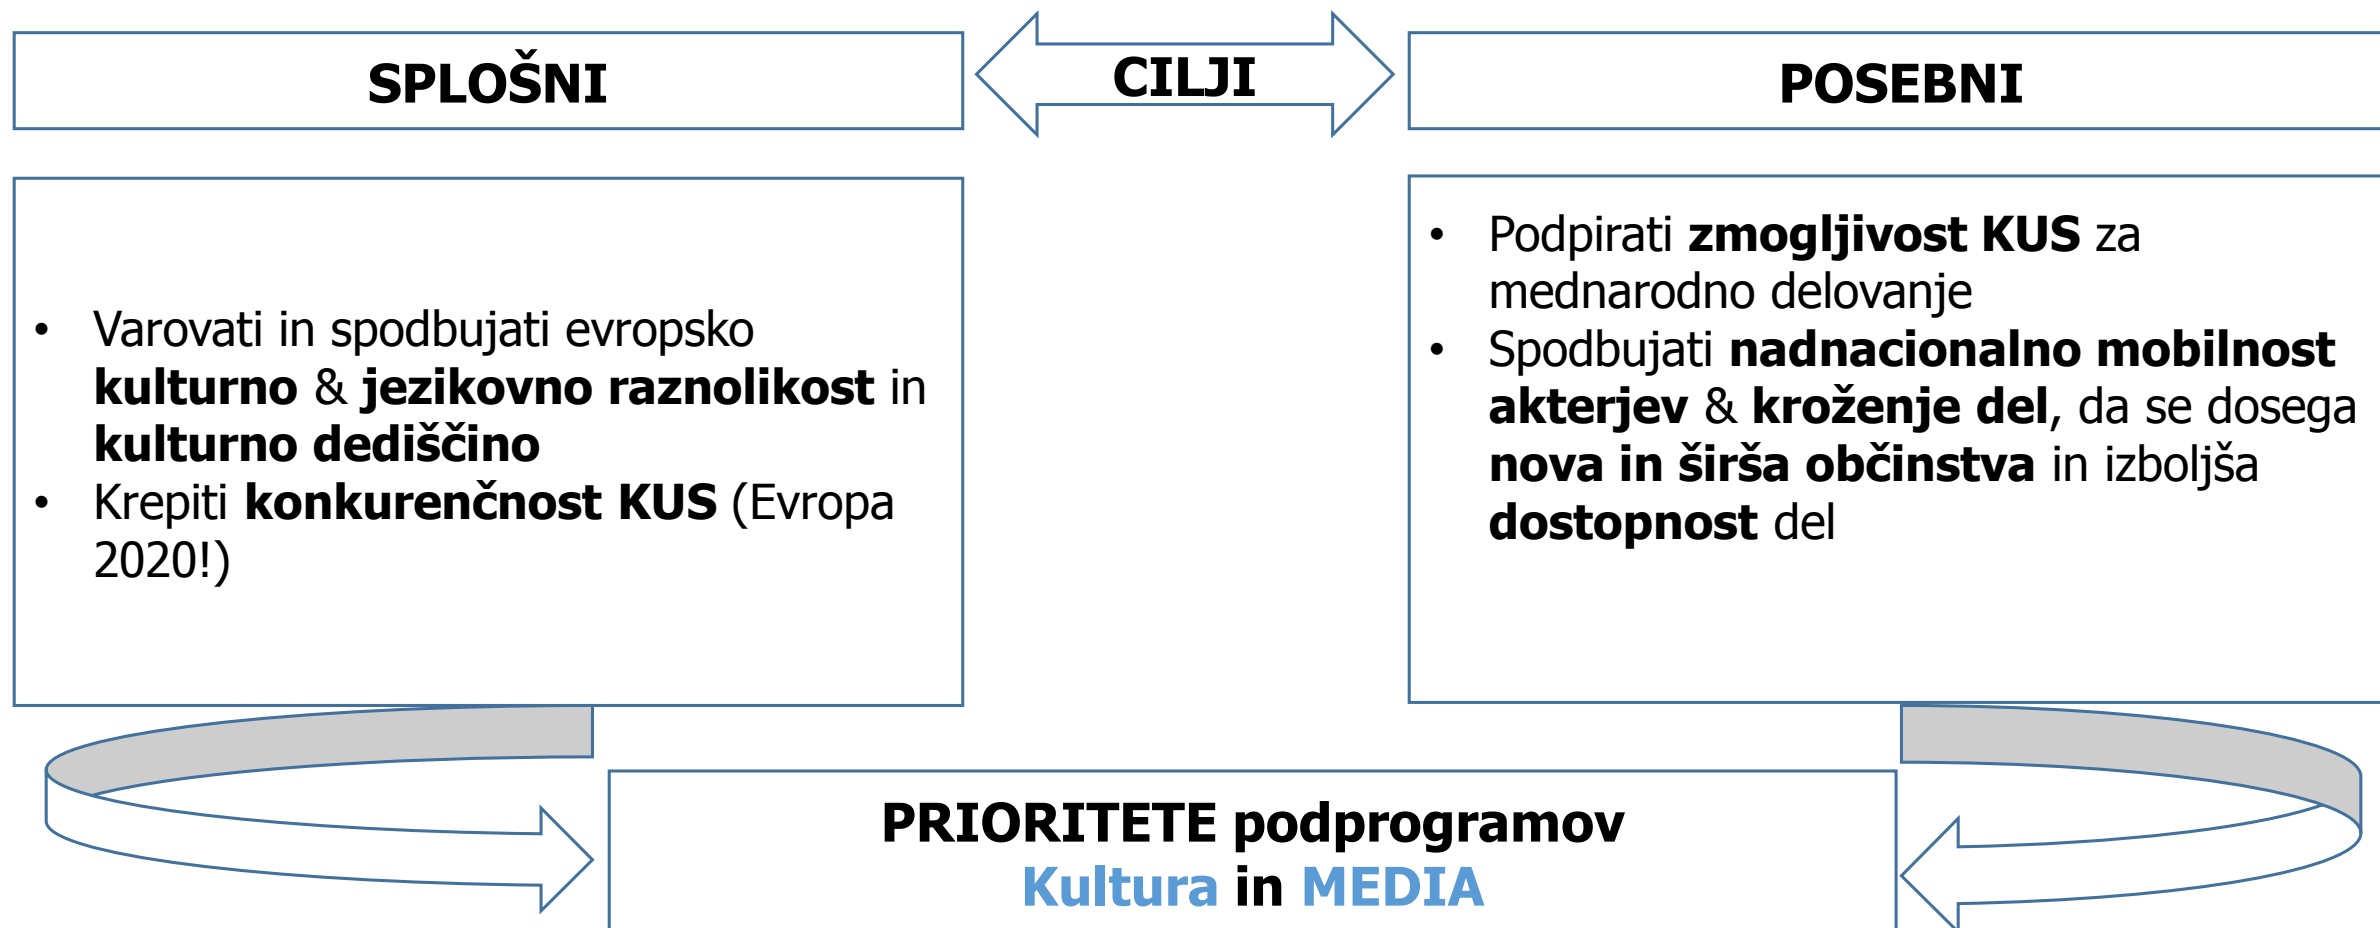 SPLOŠNI
CILJI
POSEBNI
• Varovati in spodbujati evropsko
kulturno & jezikovno raznolikost in
kulturno dediščino
• Krepiti konkurenčnost KUS (Evropa
2020!)
• Podpirati zmogljivost KUS za
mednarodno delovanje
• Spodbujati nadnacionalno mobilnost
akterjev & kroženje del, da se dosega
nova in širša občinstva in izboljša
dostopnost del
PRIORITETE podprogramov
Kultura in MEDIA